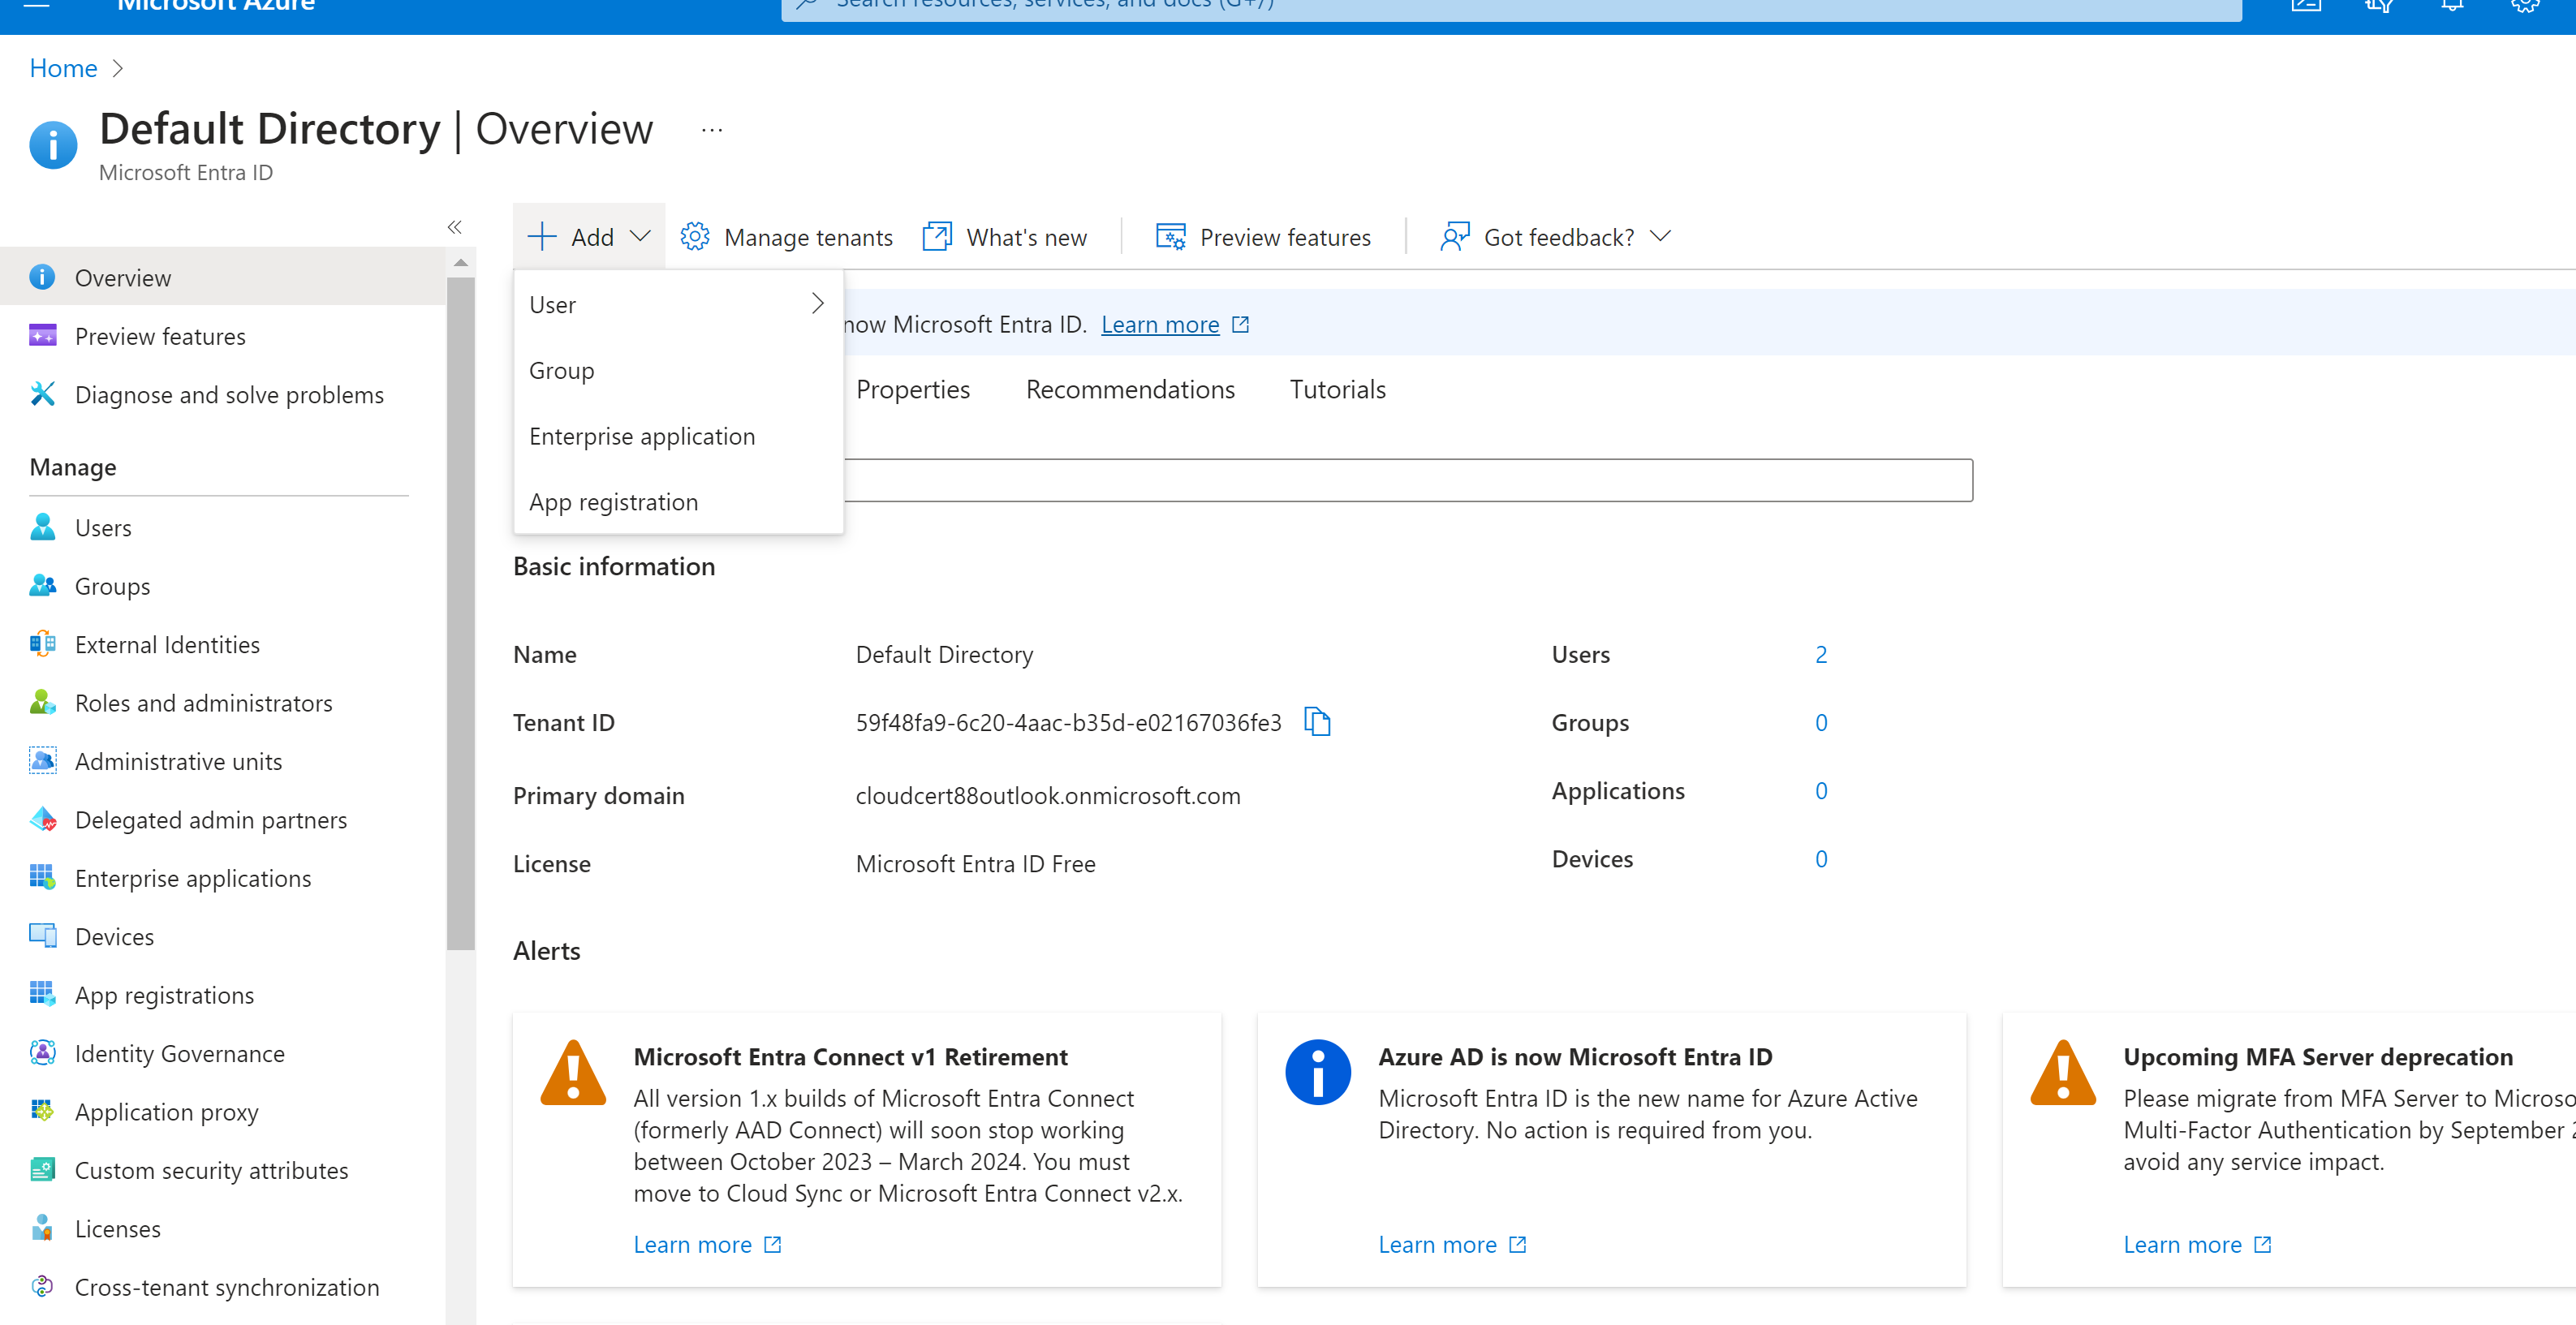 Microsoft Azure
Search resources, services, and docs (G+/)
Home
Default Directory | Overview ...
Microsoft Entra ID
Add
Manage tenants
What's new
Preview features
Got feedback?
Overview
Preview features
Diagnose and solve problems
Manage
Users
Groups
External Identities
Roles and administrators
Administrative units
Delegated admin partners
Enterprise applications
Devices
App registrations
Identity Governance
Application proxy
Custom security attributes
Licenses
Cross-tenant synchronization
User
Group
Enterprise application
App registration
now Microsoft Entra ID. Learn more
Properties
Recommendations
Tutorials
Basic information
Name
Default Directory
Users
2
Tenant ID
59f48fa9-6c20-4aac-b35d-e02167036fe3
Groups
0
Primary domain
cloudcert88outlook.onmicrosoft.com
Applications
0
License
Microsoft Entra ID Free
Devices
0
Alerts
Microsoft Entra Connect v1 Retirement
All version 1.x builds of Microsoft Entra Connect
(formerly AAD Connect) will soon stop working
between October 2023 – March 2024. You must
move to Cloud Sync or Microsoft Entra Connect v2.x.
Learn more
Azure AD is now Microsoft Entra ID
Microsoft Entra ID is the new name for Azure Active
Directory. No action is required from you.
Learn more
Upcoming MFA Server deprecation
Please migrate from MFA Server to
Multi-Factor Authentication by September
avoid any service impact.
Learn more